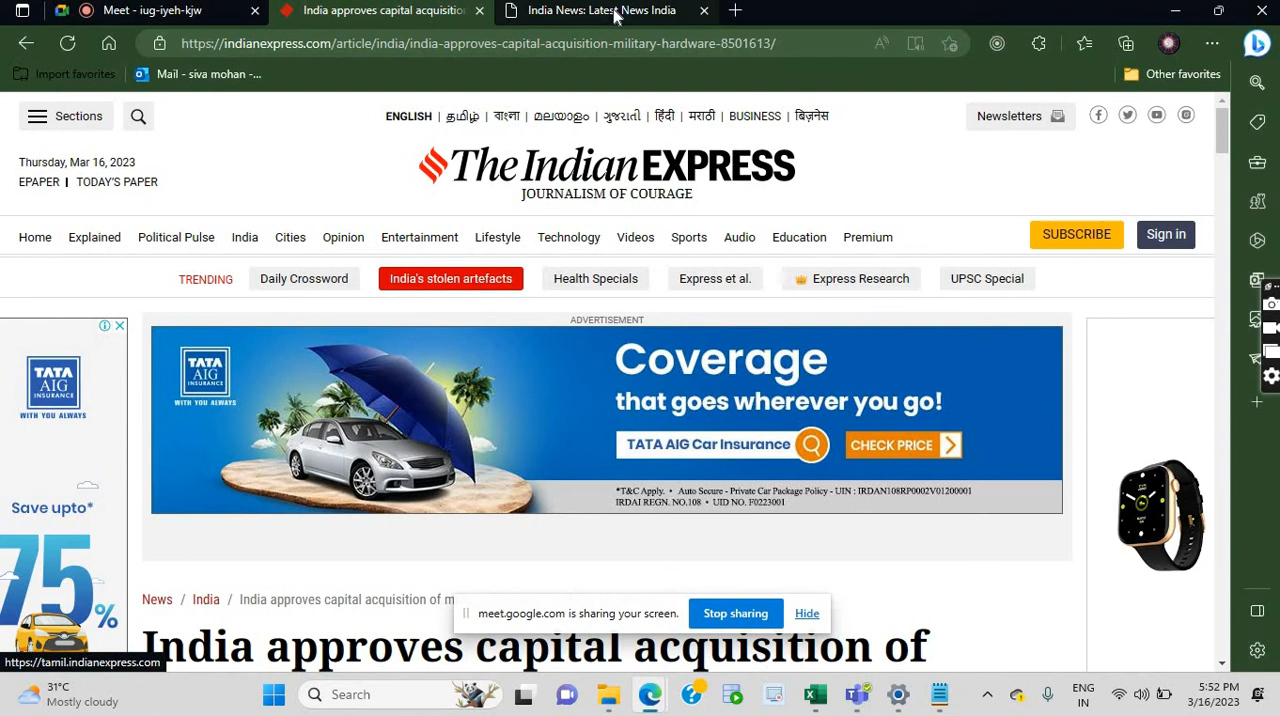 Meet - iug-iyeh-kjw
India approves capital acquisitio
India News: Latest News India
https://indianexpress.com/article/india/india-approves-capital-acquisition-military-hardware-8501613/
Import favorites
Mail - siva mohan -...
Other favorites
Sections
ENGLISH | தமிழ் | বাংলা | മലയാളം | ગુજરાતી | हिंदी | मराठी | BUSINESS | बिज़नेस
Newsletters
Thursday, Mar 16, 2023
EPAPER | TODAY'S PAPER
The Indian EXPRESS
JOURNALISM OF COURAGE
Home Explained Political Pulse India Cities Opinion Entertainment Lifestyle Technology Videos Sports Audio Education Premium
SUBSCRIBE
Sign in
TRENDING Daily Crossword India's stolen artefacts Health Specials Express et al. Express Research UPSC Special
ADVERTISEMENT
TATA
AIG
INSURANCE
WITH YOU ALWAYS
Save upto*
75%
TATA
AIG
INSURANCE
WITH YOU ALWAYS
Coverage
that goes wherever you go!
TATA AIG Car Insurance
CHECK PRICE
*T&C Apply. • Auto Secure - Private Car Package Policy - UIN : IRDAN108RP0002V01200001
IRDAI REGN. NO.108 • UID NO. F0223001
News / India / India approves capital acquisition of m
meet.google.com is sharing your screen.
Stop sharing
Hide
India approves capital acquisition of
https://tamil.indianexpress.com
31°C
Mostly cloudy
Search
ENG
IN
5:52 PM
3/16/2023